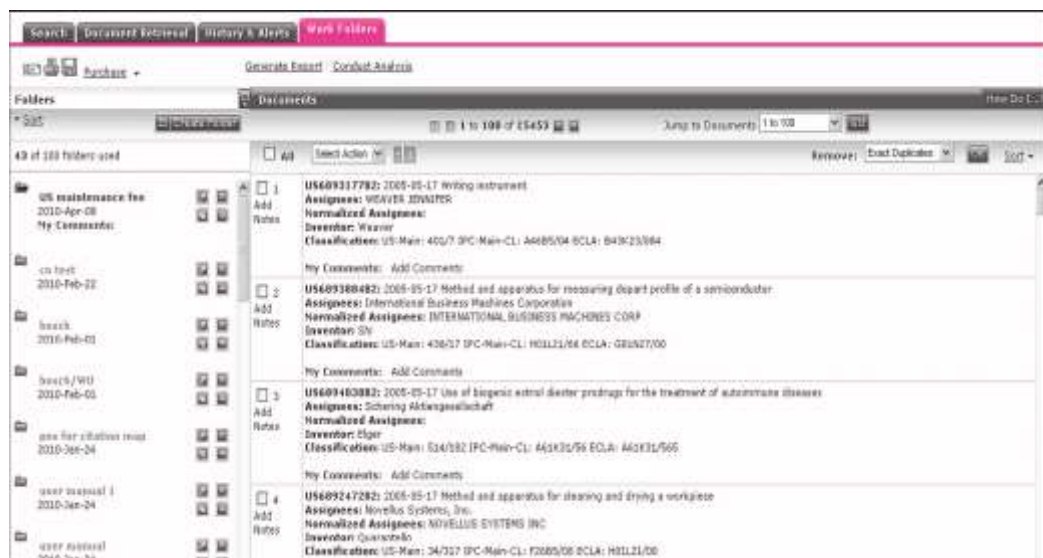 Search Document Retrieval History & Alerts Work Folders
Purchase Generate Export Conduct Analysis
Folders Documents How Do I...?
Sort 1 to 100 of 15453 Jump to Documents 1 to 100
43 of 100 folders used All Select Action Remove: Exact Duplicates Sort
US maintenance fee
2010-Apr-08
My Comments:
cn test
2010-Feb-22
bosch
2010-Feb-01
bosch/WO
2010-Feb-01
pns for citation map
2010-Jan-24
user manual 1
2010-Jan-24
user manual
1
Add
Notes
US6893177B2: 2005-05-17 Writing instrument
Assignees: WEAVER JENNIFER
Normalized Assignees:
Inventor: Weaver
Classification: US-Main: 401/7 IPC-Main-CL: A46B5/04 ECLA: B43K23/004
My Comments: Add Comments
2
Add
Notes
US6893884B2: 2005-05-17 Method and apparatus for measuring profile of a semiconductor
Assignees: International Business Machines Corporation
Normalized Assignees: INTERNATIONAL BUSINESS MACHINES CORP
Inventor:
Classification: US-Main: 438/17 IPC-Main-CL: H01L21/66 ECLA: G01N27/00
My Comments: Add Comments
3
Add
Notes
2005-05-17 Use of biogenic estriol diester prodrugs for the treatment of autoimmune diseases
Assignees: Schering Aktiengesellschaft
Normalized Assignees:
Inventor: Elger
Classification: US-Main: 514/182 IPC-Main-CL: A61K31/56 ECLA: A61K31/565
My Comments: Add Comments
4
Add
Notes
2005-05-17 Method and apparatus for cleaning and drying a workpiece
Assignees: Novellus Systems, Inc.
Normalized Assignees: NOVELLUS SYSTEMS INC
Inventor: Quarantello
Classification: US-Main: 34/317 IPC-Main-CL: F26B5/08 ECLA: H01L21/00